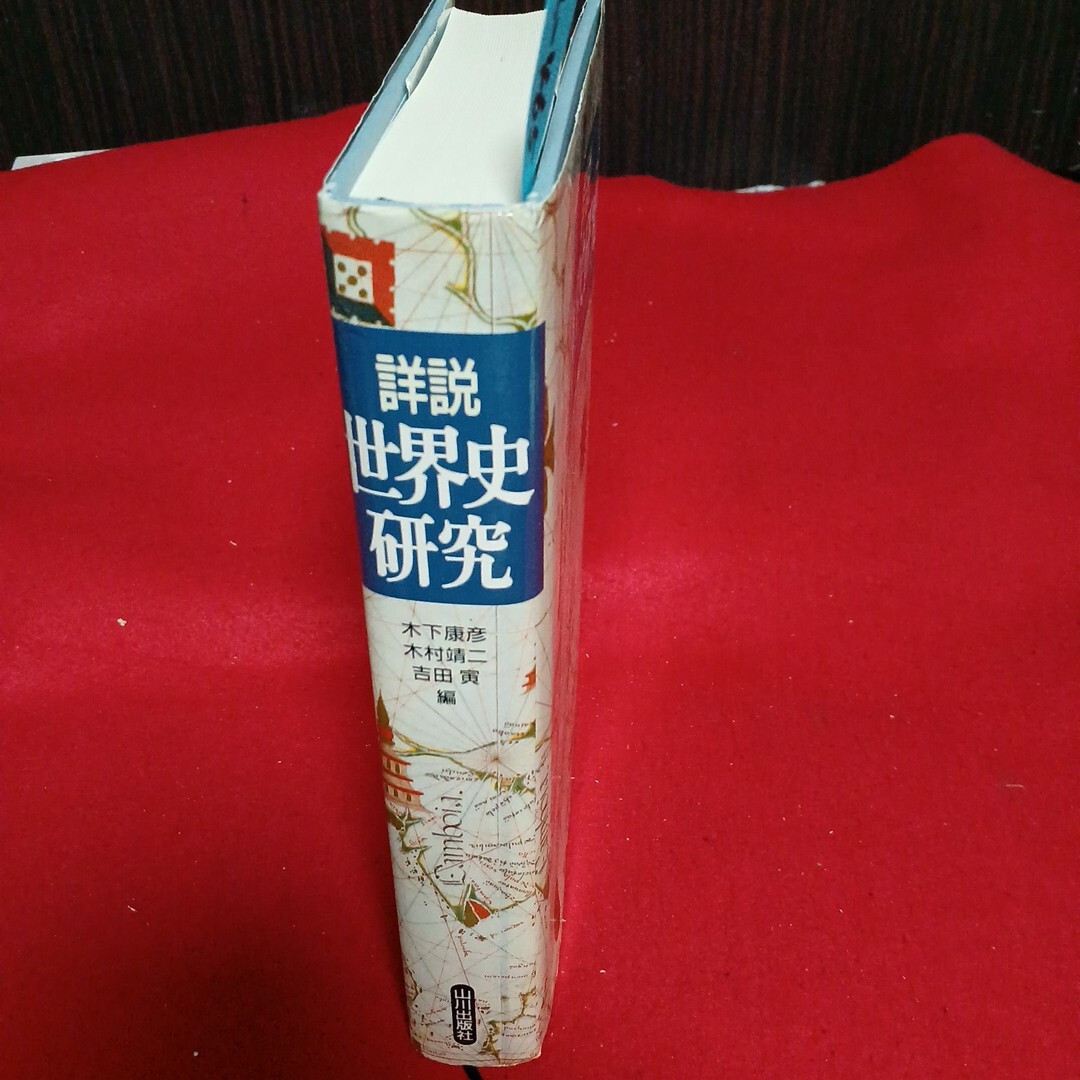 詳説
世界史
研究
木下康彦
木村靖二
吉田 寅
編
山川出版社